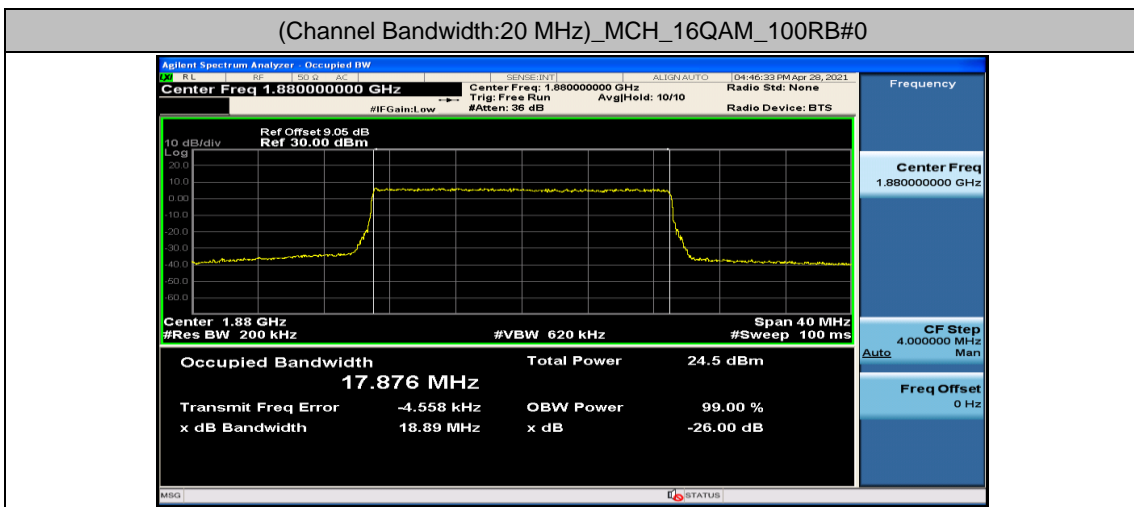 (Channel Bandwidth:20 MHz)_MCH_16QAM_100RB#0
Agilent Spectrum Analyzer - Occupied BW
LXI RL RF 50 Ω AC SENSE:INT ALIGNAUTO 04:46:33 PM Apr 28, 2021
Center Freq 1.880000000 GHz
Center Freq: 1.880000000 GHz
Radio Std: None
Trig: Free Run Avg|Hold: 10/10
#IFGain:Low
#Atten: 36 dB
Radio Device: BTS
Frequency
Ref Offset 9.05 dB
10 dB/div Ref 30.00 dBm
Log
20.0
10.0
0.00
-10.0
-20.0
-30.0
-40.0
-50.0
-60.0
Center Freq
1.880000000 GHz
Center 1.88 GHz Span 40 MHz
#Res BW 200 kHz #VBW 620 kHz #Sweep 100 ms
CF Step
4.000000 MHz
Auto Man
Occupied Bandwidth Total Power 24.5 dBm
17.876 MHz
Transmit Freq Error -4.558 kHz OBW Power 99.00 %
x dB Bandwidth 18.89 MHz x dB -26.00 dB
Freq Offset
0 Hz
MSG STATUS